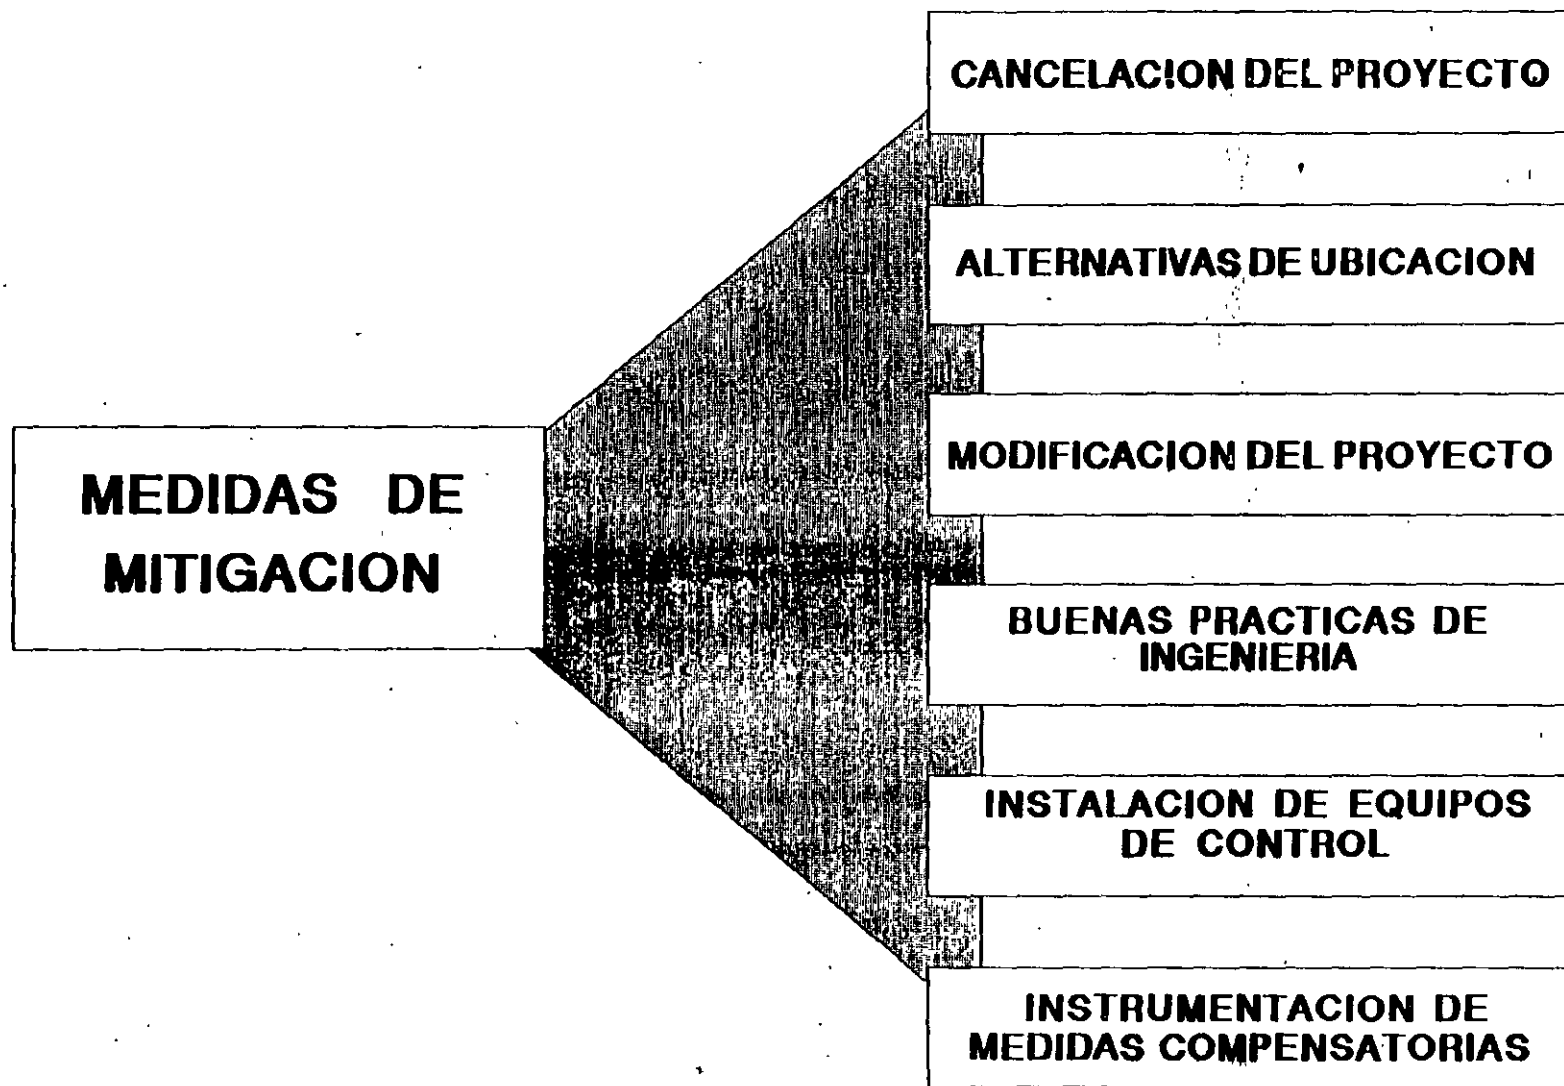 MEDIDAS DE
MITIGACION
CANCELACION DEL PROYECTO
ALTERNATIVAS DE UBICACION
MODIFICACION DEL PROYECTO
BUENAS PRACTICAS DE
INGENIERIA
INSTALACION DE EQUIPOS
DE CONTROL
INSTRUMENTACION DE
MEDIDAS COMPENSATORIAS